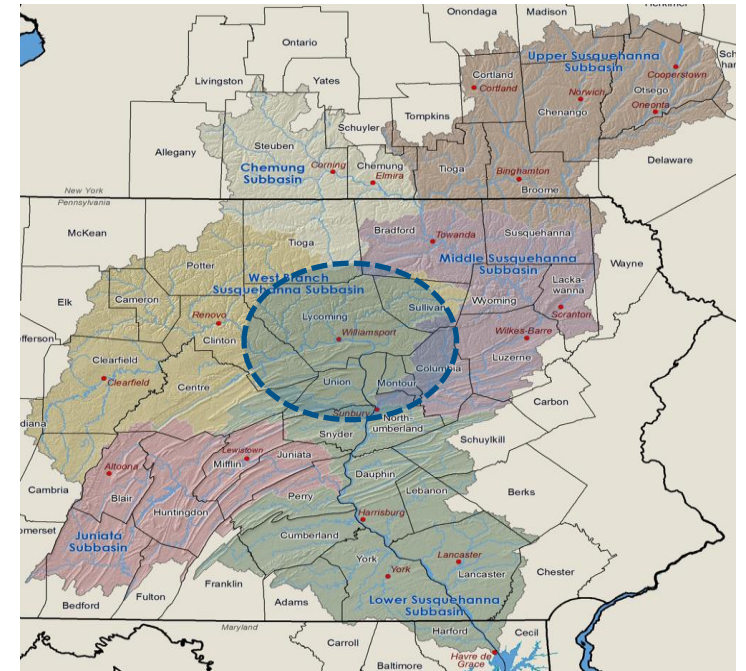 Onondaga
Madison
Ontario
Livingston
Yates
Cortland
Cortland
Upper Susquehanna
Subbasin
Cooperstown
Otsego
Norwich
Oneonta
Chenango
Tompkins
Schuyler
Steuben
Allegany
Chemung
Subbasin
Corning
Chemung
Elmira
Tioga
Binghamton
Broome
Delaware
New York
Pennsylvania
McKean
Tioga
Bradford
Towanda
Susquehanna
Potter
Middle Susquehanna
Subbasin
Wayne
West Branch
Susquehanna Subbasin
Lacka-
wanna
Elk
Cameron
Sullivan
Wyoming
Scranton
Lycoming
Renovo
Williamsport
Clinton
Wilkes-Barre
Luzerne
Columbia
Clearfield
Clearfield
Centre
Union
Montour
Sunbury
North-
umberland
Carbon
Snyder
Schuylkill
Lewistown
Mifflin
Juniata
Altoona
Cambria
Blair
Huntingdon
Dauphin
Lebanon
Berks
Perry
Harrisburg
Cumberland
Juniata
Subbasin
York
York
Lancaster
Lancaster
Chester
Franklin
Fulton
Bedford
Adams
Lower Susquehanna
Subbasin
Maryland
Harford
Cecil
Carroll
Baltimore
Havre de
Grace